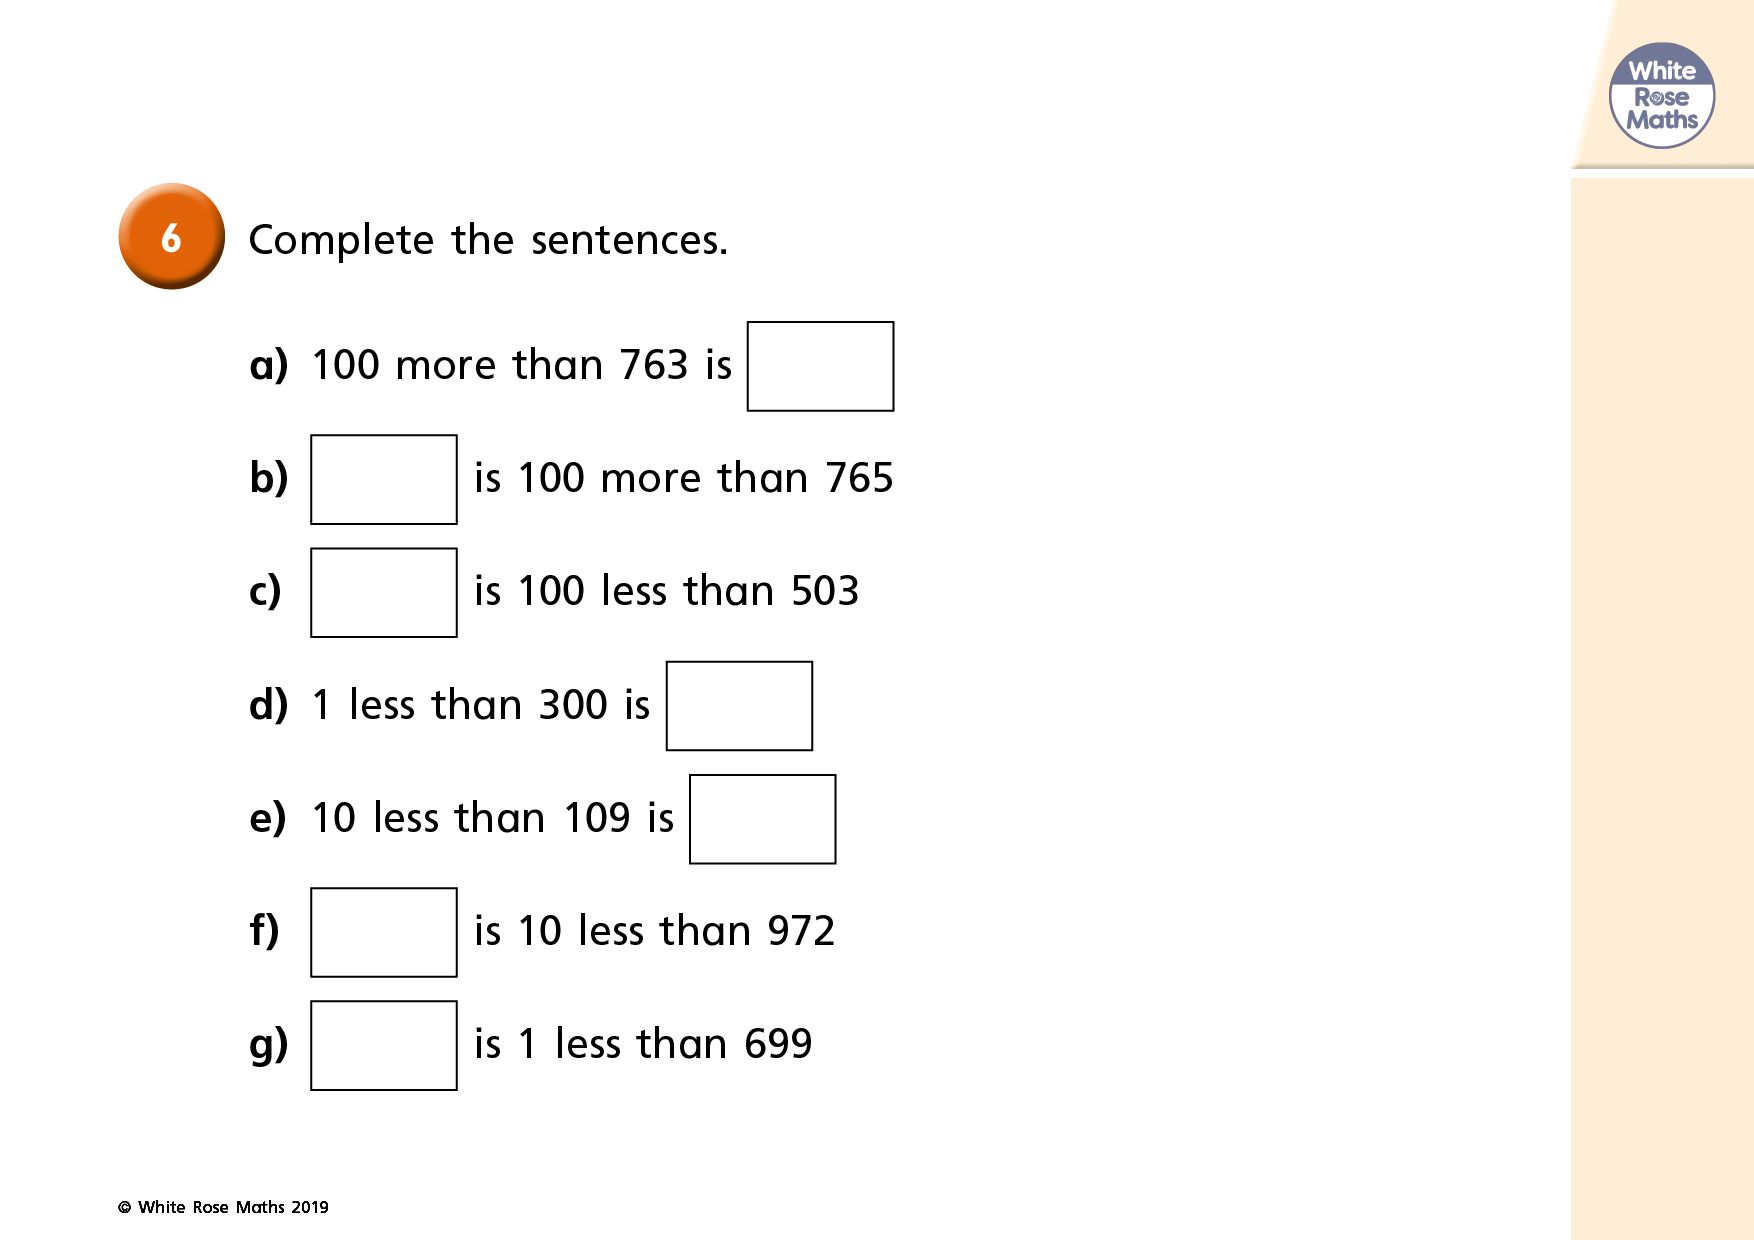 White
Rose
Maths
6 Complete the sentences.
a) 100 more than 763 is
b) is 100 more than 765
c) is 100 less than 503
d) 1 less than 300 is
e) 10 less than 109 is
f) is 10 less than 972
g) is 1 less than 699
© White Rose Maths 2019